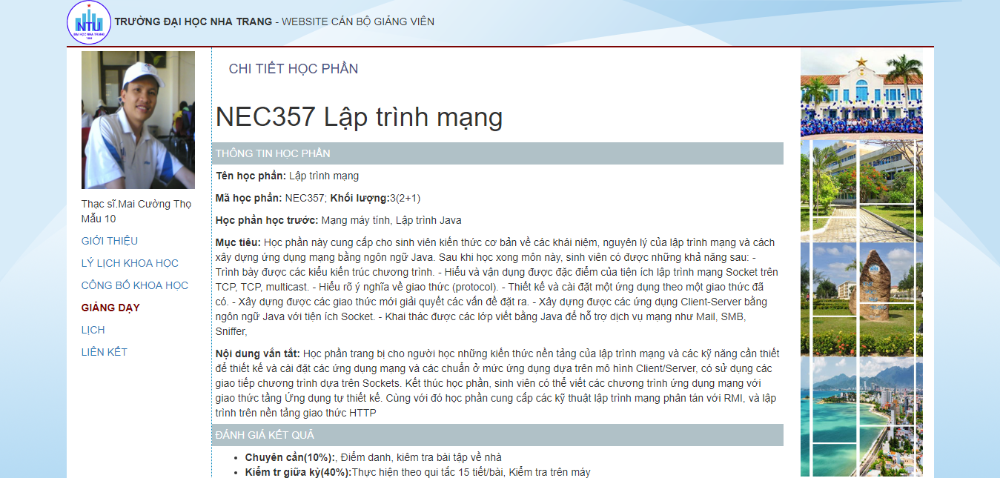 NTU
ĐẠI HỌC NHA TRANG
1959
TRƯỜNG ĐẠI HỌC NHA TRANG - WEBSITE CÁN BỘ GIẢNG VIÊN
Thạc sĩ.Mai Cường Thọ
Mẫu 10
GIỚI THIỆU
LÝ LỊCH KHOA HỌC
CÔNG BỐ KHOA HỌC
GIẢNG DẠY
LỊCH
LIÊN KẾT
CHI TIẾT HỌC PHẦN
NEC357 Lập trình mạng
THÔNG TIN HỌC PHẦN
Tên học phần: Lập trình mạng
Mã học phần: NEC357; Khối lượng:3(2+1)
Học phần học trước: Mạng máy tính, Lập trình Java
Mục tiêu: Học phần này cung cấp cho sinh viên kiến thức cơ bản về các khái niệm, nguyên lý của lập trình mạng và cách
xây dựng ứng dụng mạng bằng ngôn ngữ Java. Sau khi học xong môn này, sinh viên có được những khả năng sau: -
Trình bày được các kiểu kiến trúc chương trình. - Hiểu và vận dụng được đặc điểm của tiện ích lập trình mạng Socket trên
TCP, TCP, multicast. - Hiểu rõ ý nghĩa về giao thức (protocol). - Thiết kế và cài đặt một ứng dụng theo một giao thức đã
có. - Xây dựng được các giao thức mới giải quyết các vấn đề đặt ra. - Xây dựng được các ứng dụng Client-Server bằng
ngôn ngữ Java với tiện ích Socket. - Khai thác được các lớp viết bằng Java để hỗ trợ dịch vụ mạng như Mail, SMB,
Sniffer,
Nội dung vắn tắt: Học phần trang bị cho người học những kiến thức nền tảng của lập trình mạng và các kỹ năng cần thiết
để thiết kế và cài đặt các ứng dụng mạng và các chuẩn ở mức ứng dụng dựa trên mô hình Client/Server, có sử dụng các
giao tiếp chương trình dựa trên Sockets. Kết thúc học phần, sinh viên có thể viết các chương trình ứng dụng mạng với
giao thức tầng Ứng dụng tự thiết kế. Cùng với đó học phần cung cấp các kỹ thuật lập trình mạng phân tán với RMI, và lập
trình trên nền tảng giao thức HTTP
ĐÁNH GIÁ KẾT QUẢ
Chuyên cần(10%):, Điểm danh, kiêm tra bài tập về nhà
Kiểm tr giữa kỳ(40%):Thực hiện theo qui tắc 15 tiết/bài, Kiểm tra trên máy